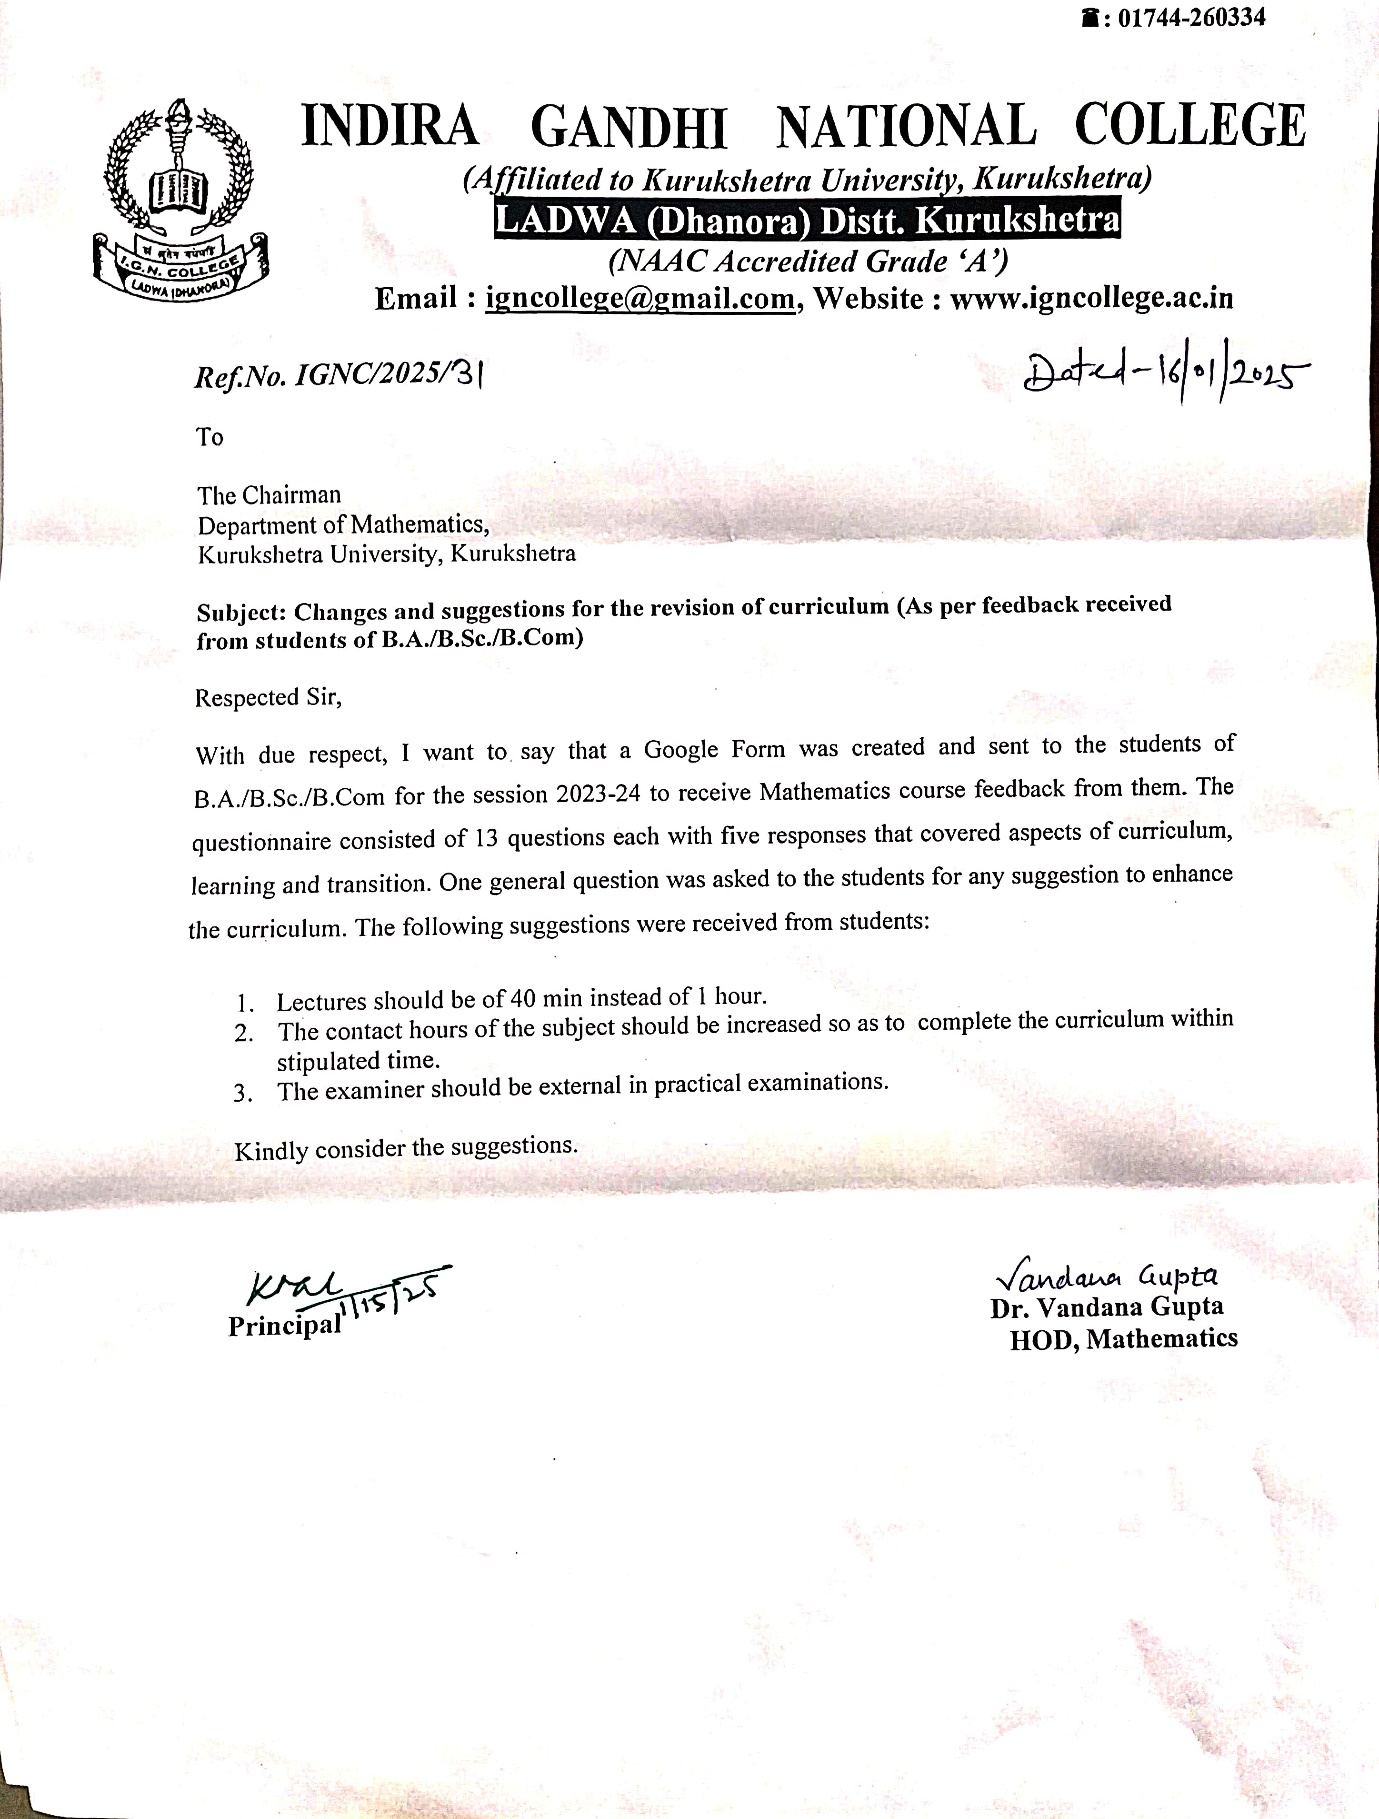 ☎: 01744-260334
INDIRA GANDHI NATIONAL COLLEGE
(Affiliated to Kurukshetra University, Kurukshetra)
LADWA (Dhanora) Distt. Kurukshetra
(NAAC Accredited Grade ‘A’)
Email : igncollege@gmail.com, Website : www.igncollege.ac.in
I.G.N. COLLEGE
LADWA (DHANORA)
Ref.No. IGNC/2025/31
Dated-16/01/2025
To
The Chairman
Department of Mathematics,
Kurukshetra University, Kurukshetra
Subject: Changes and suggestions for the revision of curriculum (As per feedback received
from students of B.A./B.Sc./B.Com)
Respected Sir,
With due respect, I want to say that a Google Form was created and sent to the students of
B.A./B.Sc./B.Com for the session 2023-24 to receive Mathematics course feedback from them. The
questionnaire consisted of 13 questions each with five responses that covered aspects of curriculum,
learning and transition. One general question was asked to the students for any suggestion to enhance
the curriculum. The following suggestions were received from students:
1. Lectures should be of 40 min instead of 1 hour.
2. The contact hours of the subject should be increased so as to complete the curriculum within
stipulated time.
3. The examiner should be external in practical examinations.
Kindly consider the suggestions.
1/15/25
Principal
Vandana Gupta
Dr. Vandana Gupta
HOD, Mathematics